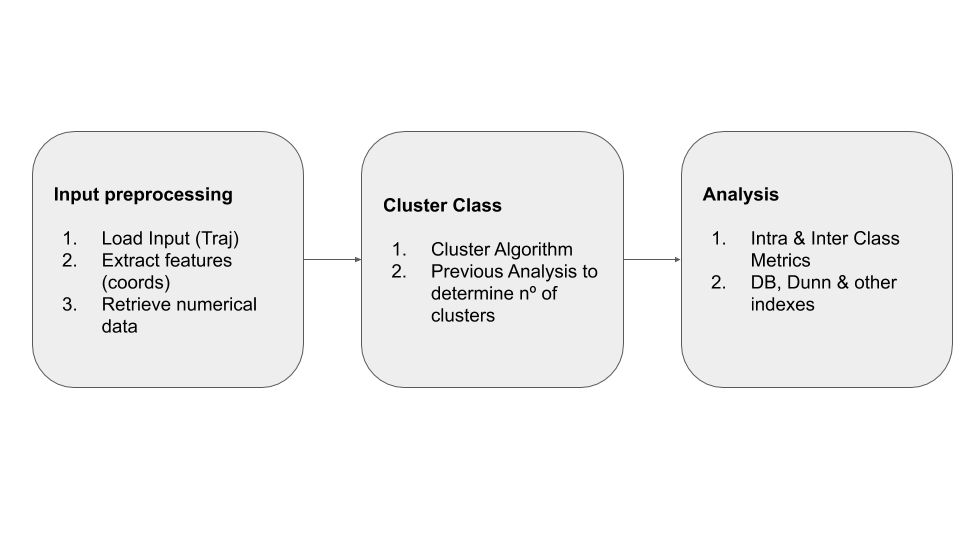 Input preprocessing
1. Load Input (Traj)
2. Extract features
(coords)
3. Retrieve numerical
data
Cluster Class
1. Cluster Algorithm
2. Previous Analysis to
determine nº of
clusters
Analysis
1. Intra & Inter Class
Metrics
2. DB, Dunn & other
indexes